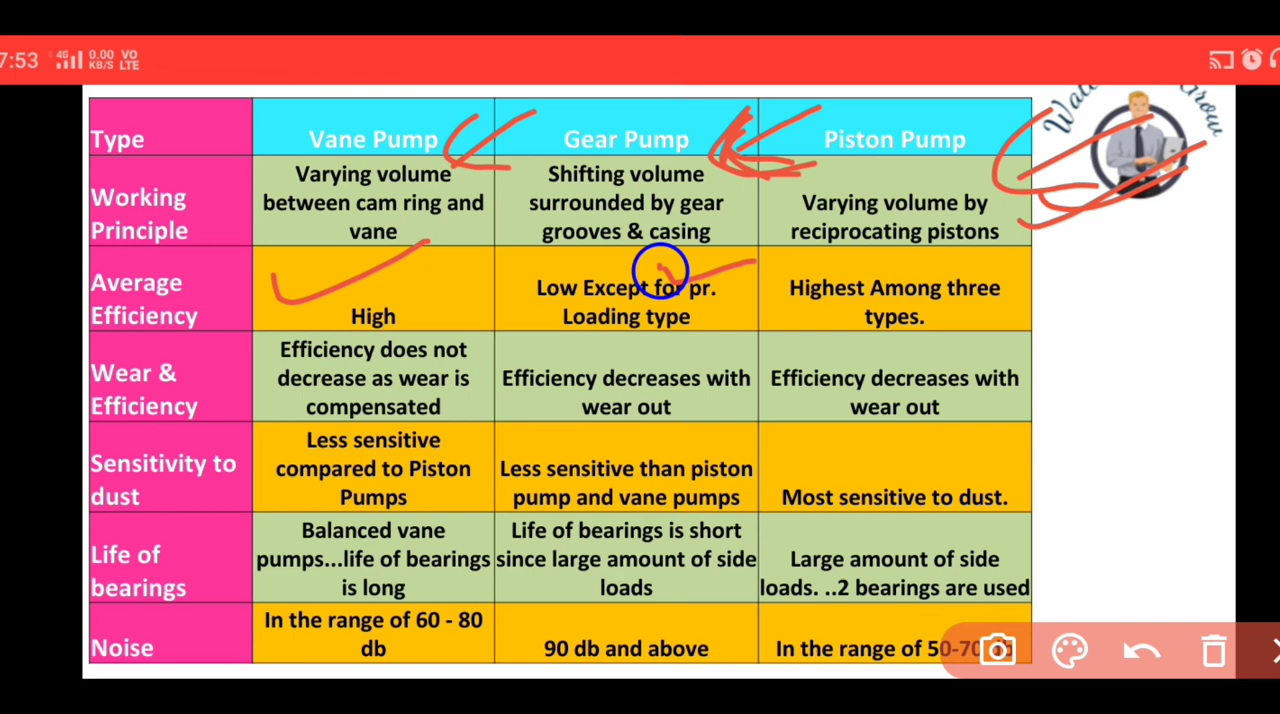 7:53 4G 0.00 KB/S VO LTE
Type Vane Pump Gear Pump Piston Pump
Working Principle
Varying volume
between cam ring and
vane
Shifting volume
surrounded by gear
grooves & casing
Varying volume by
reciprocating pistons
Average
Efficiency
High
Low Except for pr.
Loading type
Highest Among three
types.
Wear &
Efficiency
Efficiency does not
decrease as wear is
compensated
Efficiency decreases with
wear out
Efficiency decreases with
wear out
Sensitivity to
dust
Less sensitive
compared to Piston
Pumps
Less sensitive than piston
pump and vane pumps
Most sensitive to dust.
Life of
bearings
Balanced vane
pumps...life of bearings
is long
Life of bearings is short
since large amount of side
loads
Large amount of side
loads. ..2 bearings are used
Noise
In the range of 60 - 80
db
90 db and above
In the range of 50-70